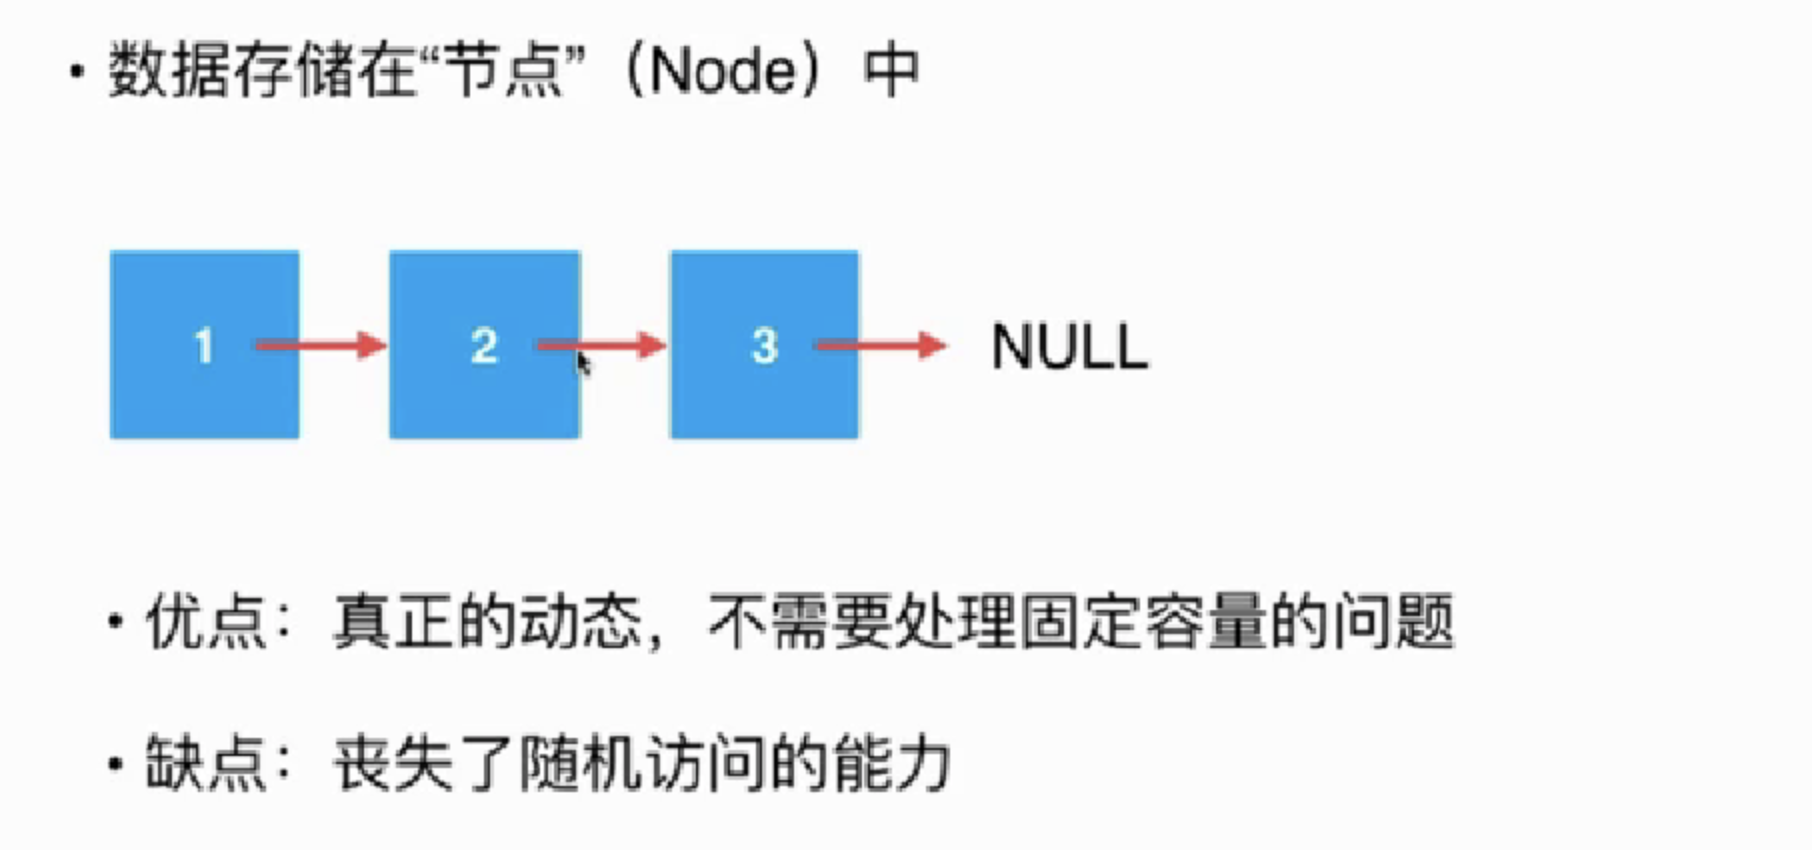 • 数据存储在“节点”（Node）中
1 2 3 NULL
• 优点：真正的动态，不需要处理固定容量的问题
• 缺点：丧失了随机访问的能力